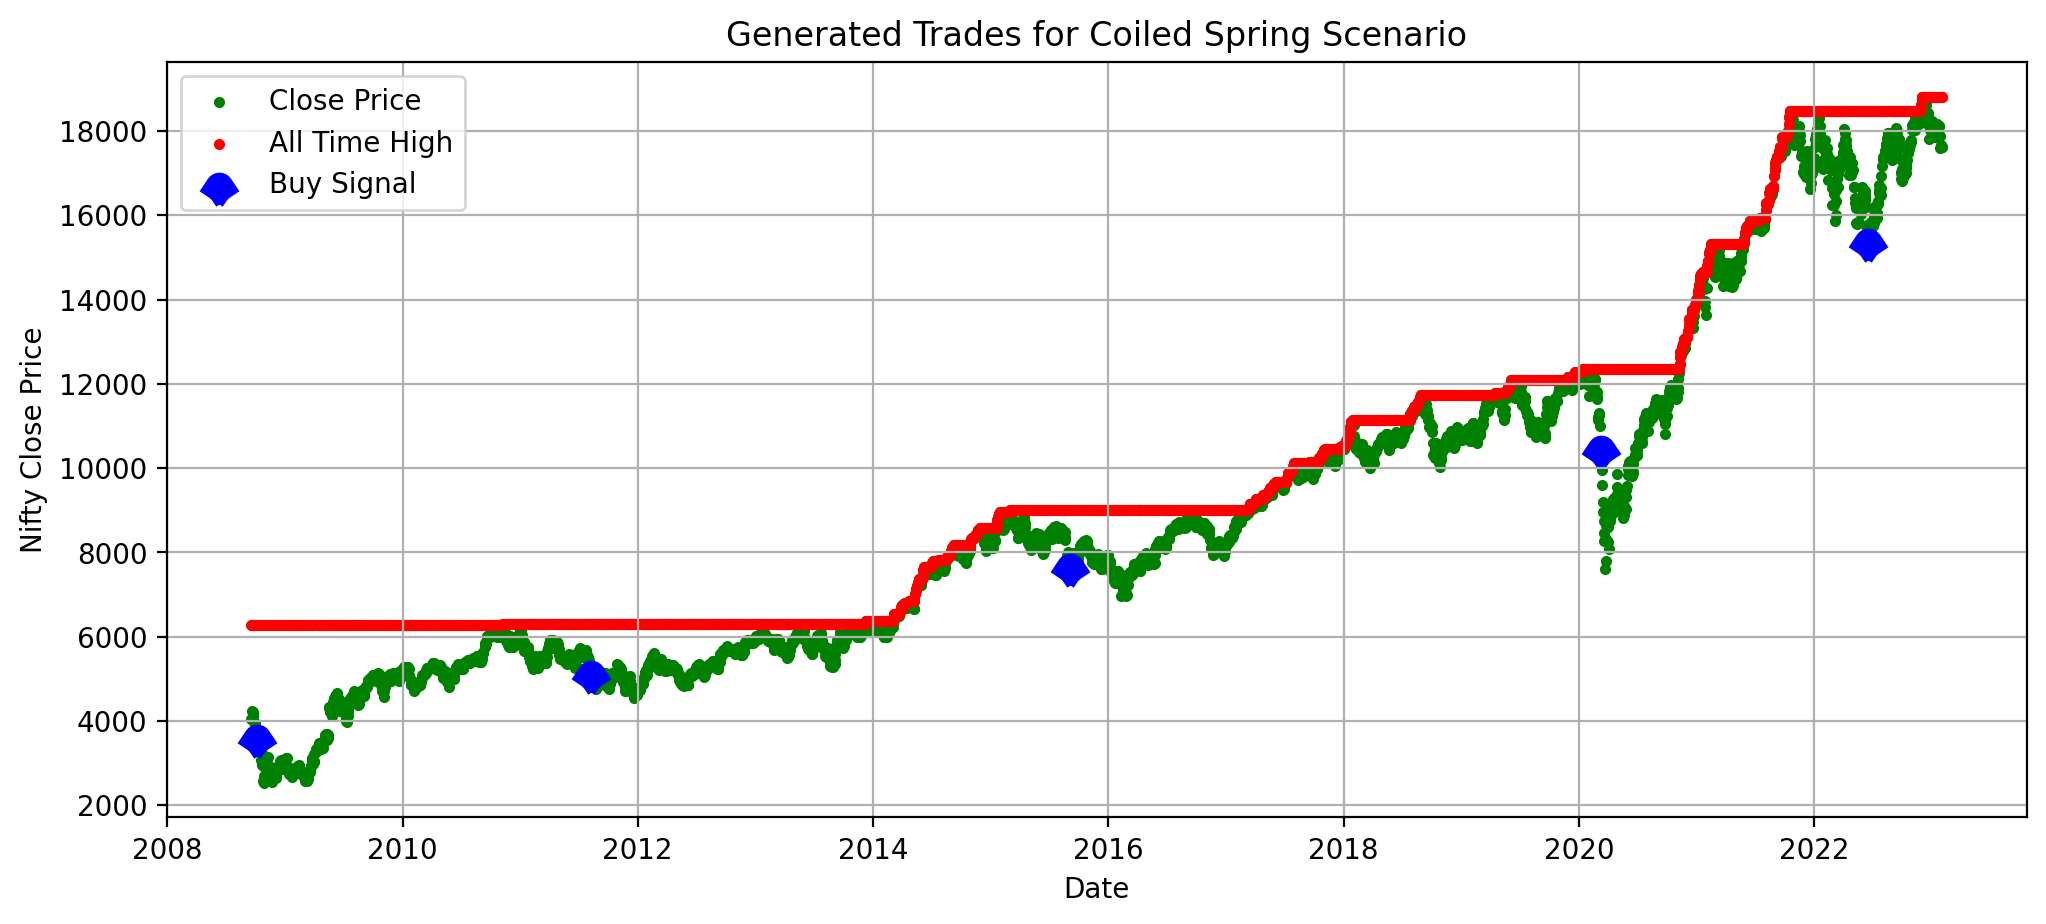 Generated Trades for Coiled Spring Scenario
Close Price
All Time High
Buy Signal
Nifty Close Price
18000
16000
14000
12000
10000
8000
6000
4000
2000
2008 2010 2012 2014 2016 2018 2020 2022
Date